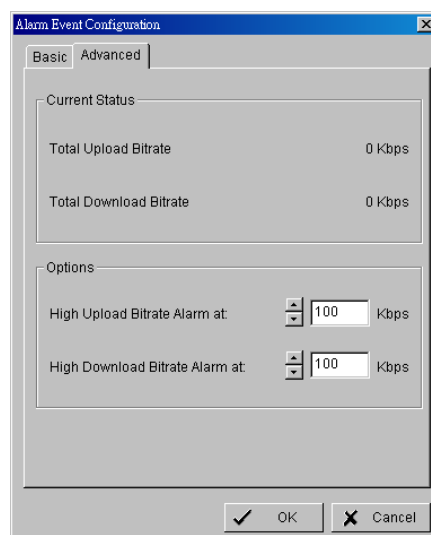 Alarm Event Configuration
Basic Advanced
Current Status
Total Upload Bitrate 0 Kbps
Total Download Bitrate 0 Kbps
Options
High Upload Bitrate Alarm at: 100 Kbps
High Download Bitrate Alarm at: 100 Kbps
OK Cancel